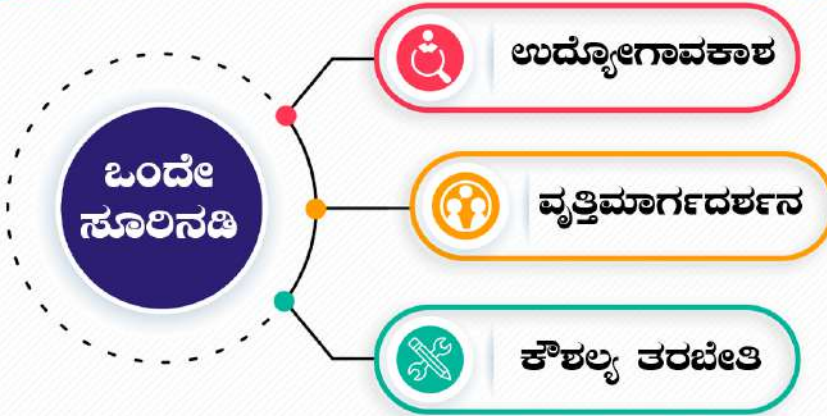 ಒಂದೇ
ಸೂರಿನಡಿ
ಉದ್ಯೋಗಾವಕಾಶ
ವೃತ್ತಿಮಾರ್ಗದರ್ಶನ
ಕೌಶಲ್ಯ ತರಬೇತಿ